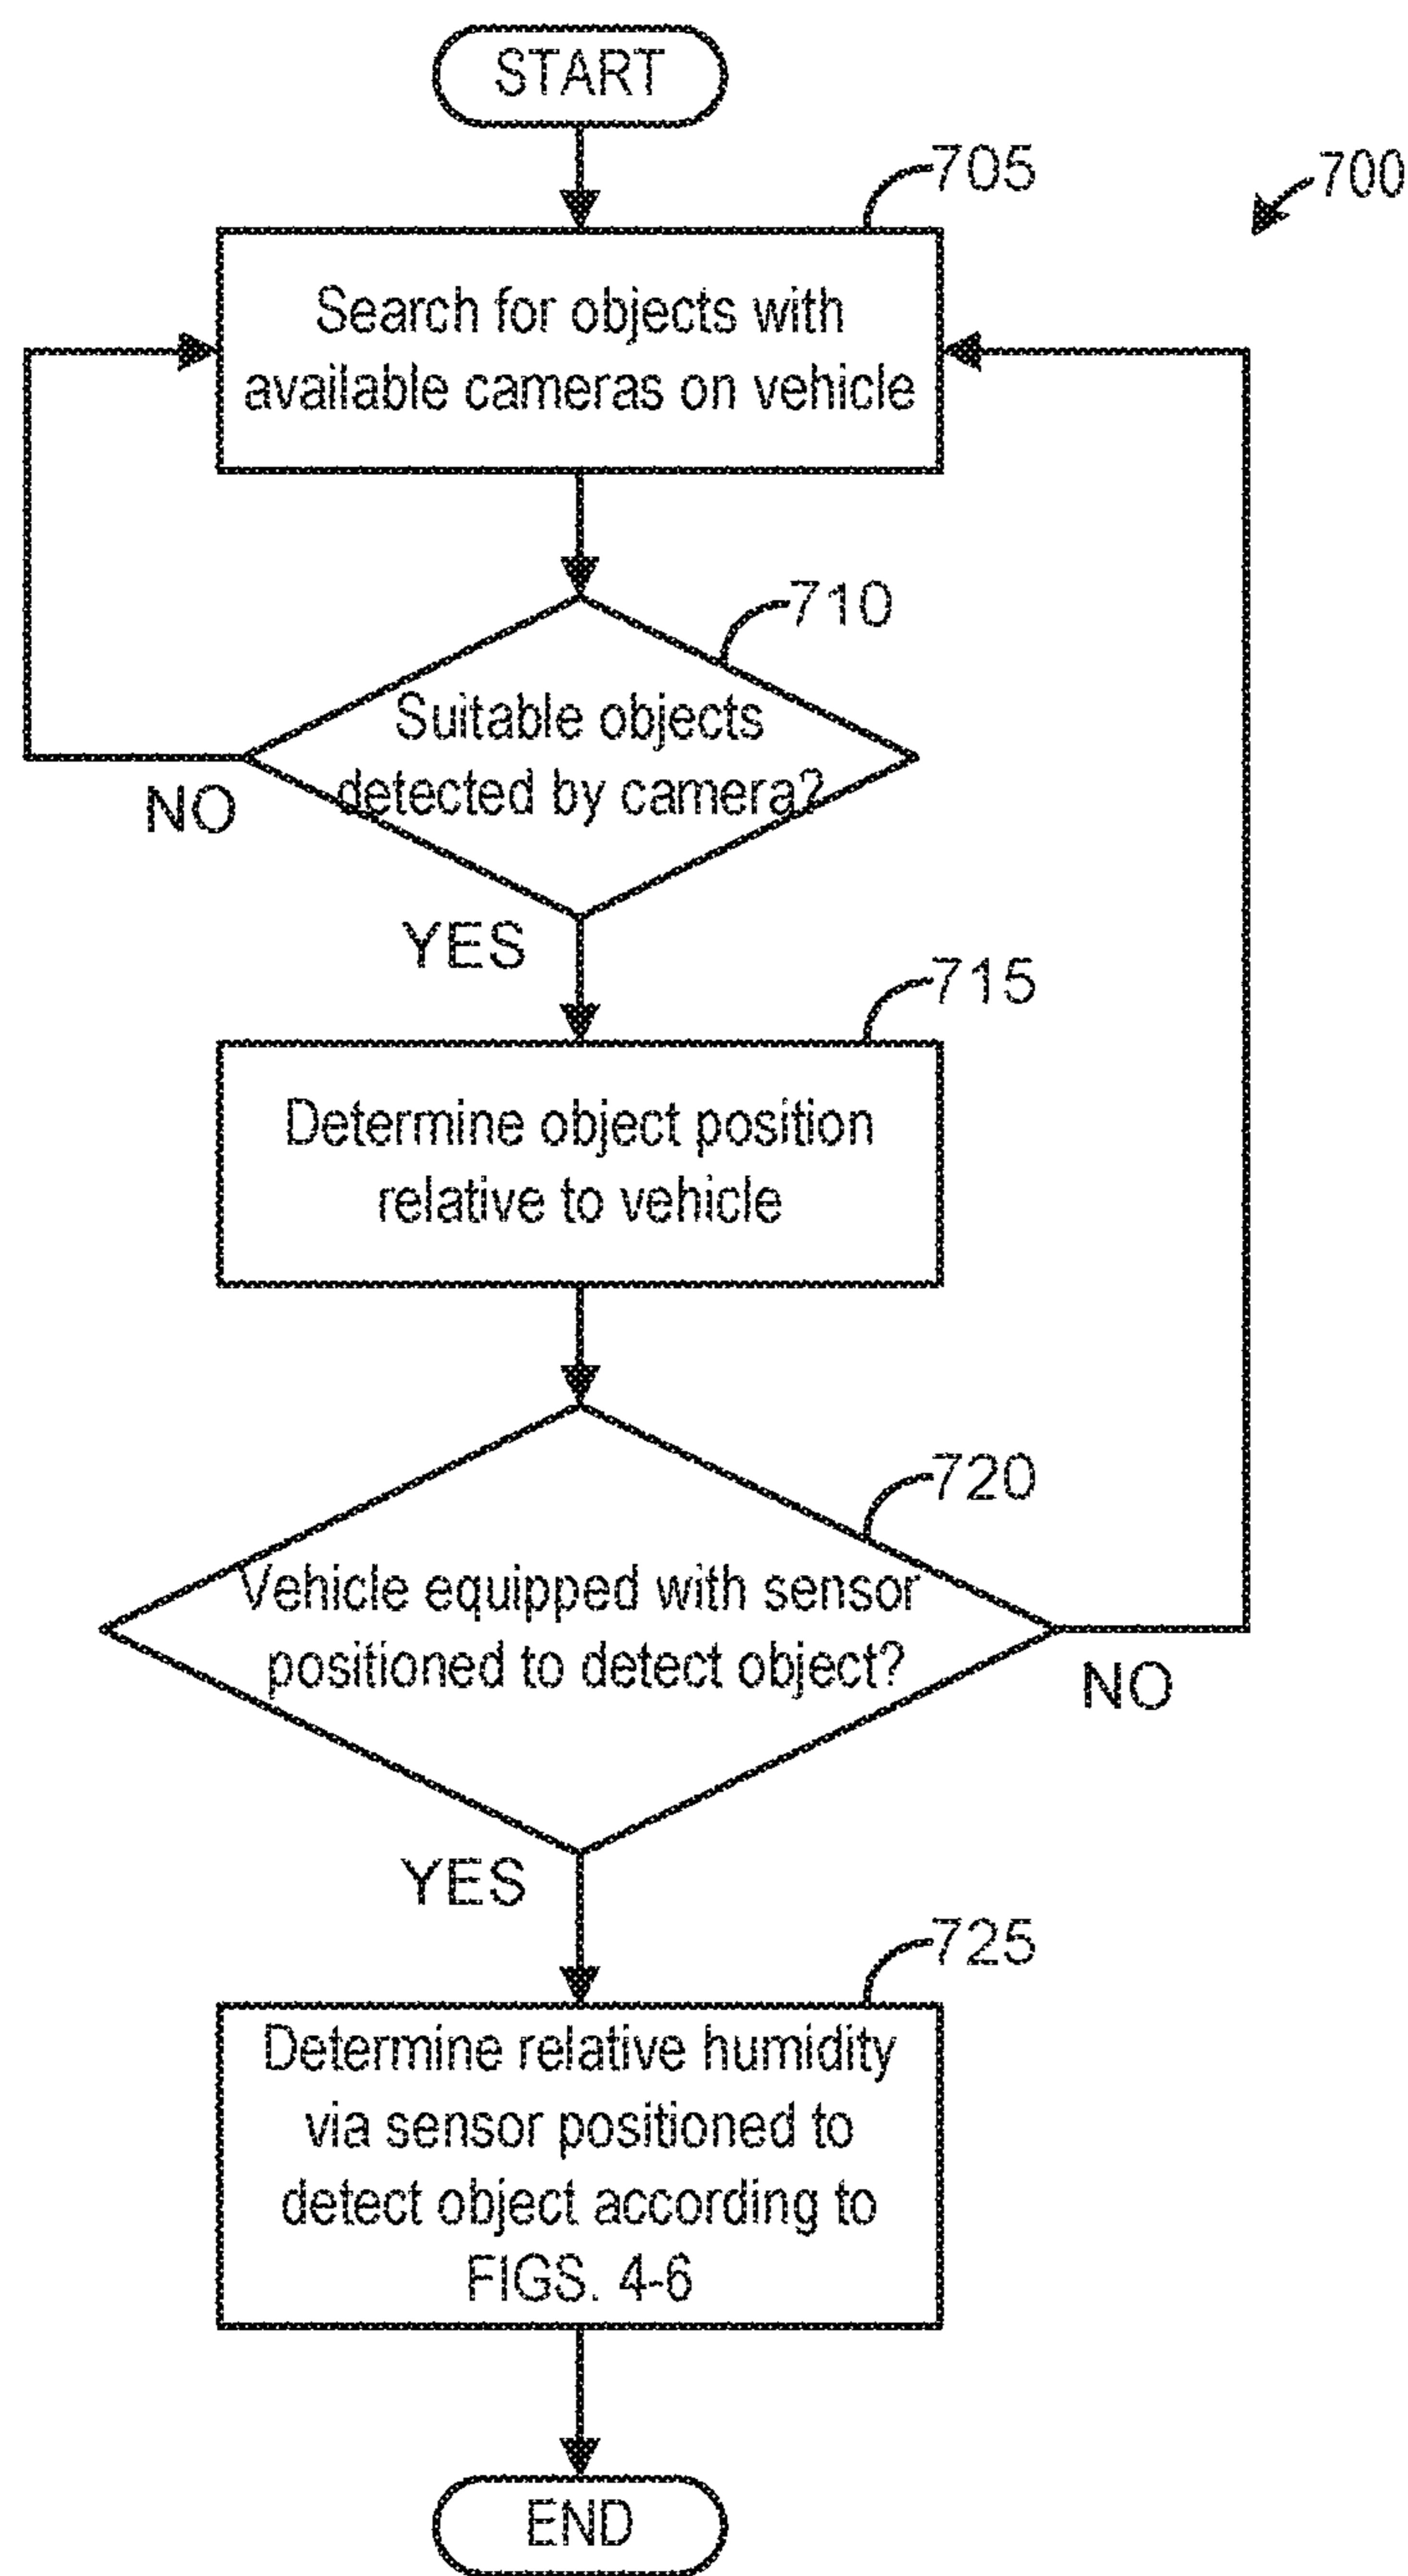 START
705
700
Search for objects with
available cameras on vehicle
710
Suitable objects
detected by camera?
NO
YES
715
Determine object position
relative to vehicle
720
Vehicle equipped with sensor
positioned to detect object?
NO
YES
725
Determine relative humidity
via sensor positioned to
detect object according to
FIGS. 4-6
END